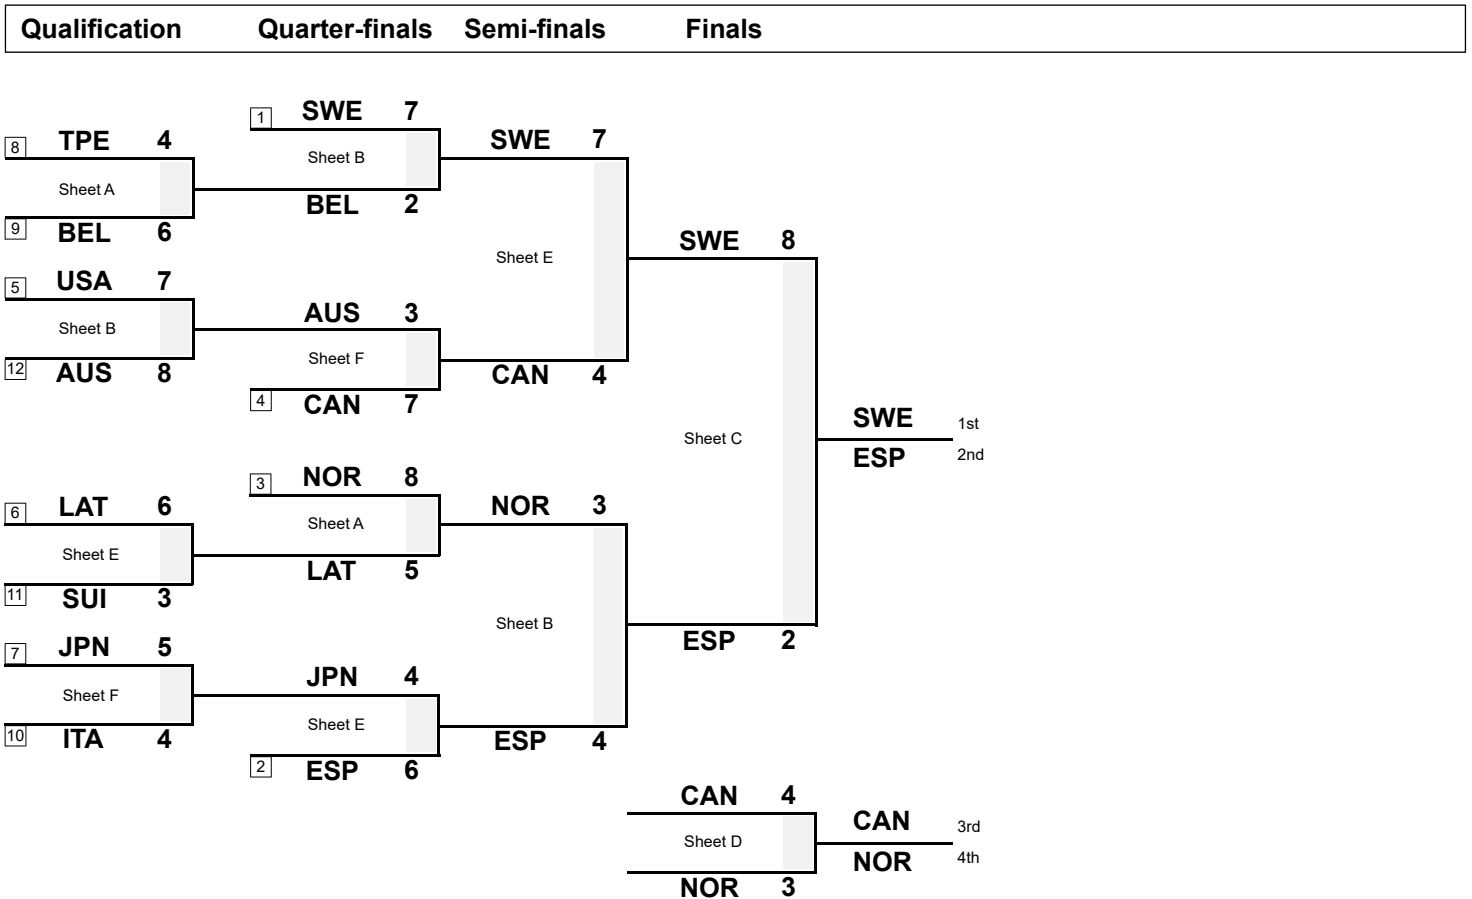 Qualification Quarter-finals Semi-finals Finals
1 SWE 7
8 TPE 4
SWE 7
Sheet B
Sheet A
BEL 2
9 BEL 6
SWE 8
Sheet E
5 USA 7
AUS 3
Sheet B
Sheet F
12 AUS 8
CAN 4
4 CAN 7
SWE 1st
Sheet C
ESP 2nd
3 NOR 8
6 LAT 6
NOR 3
Sheet A
Sheet E
LAT 5
11 SUI 3
Sheet B
ESP 2
7 JPN 5
JPN 4
Sheet F
Sheet E
10 ITA 4
ESP 4
2 ESP 6
CAN 4
CAN 3rd
Sheet D
NOR 4th
NOR 3